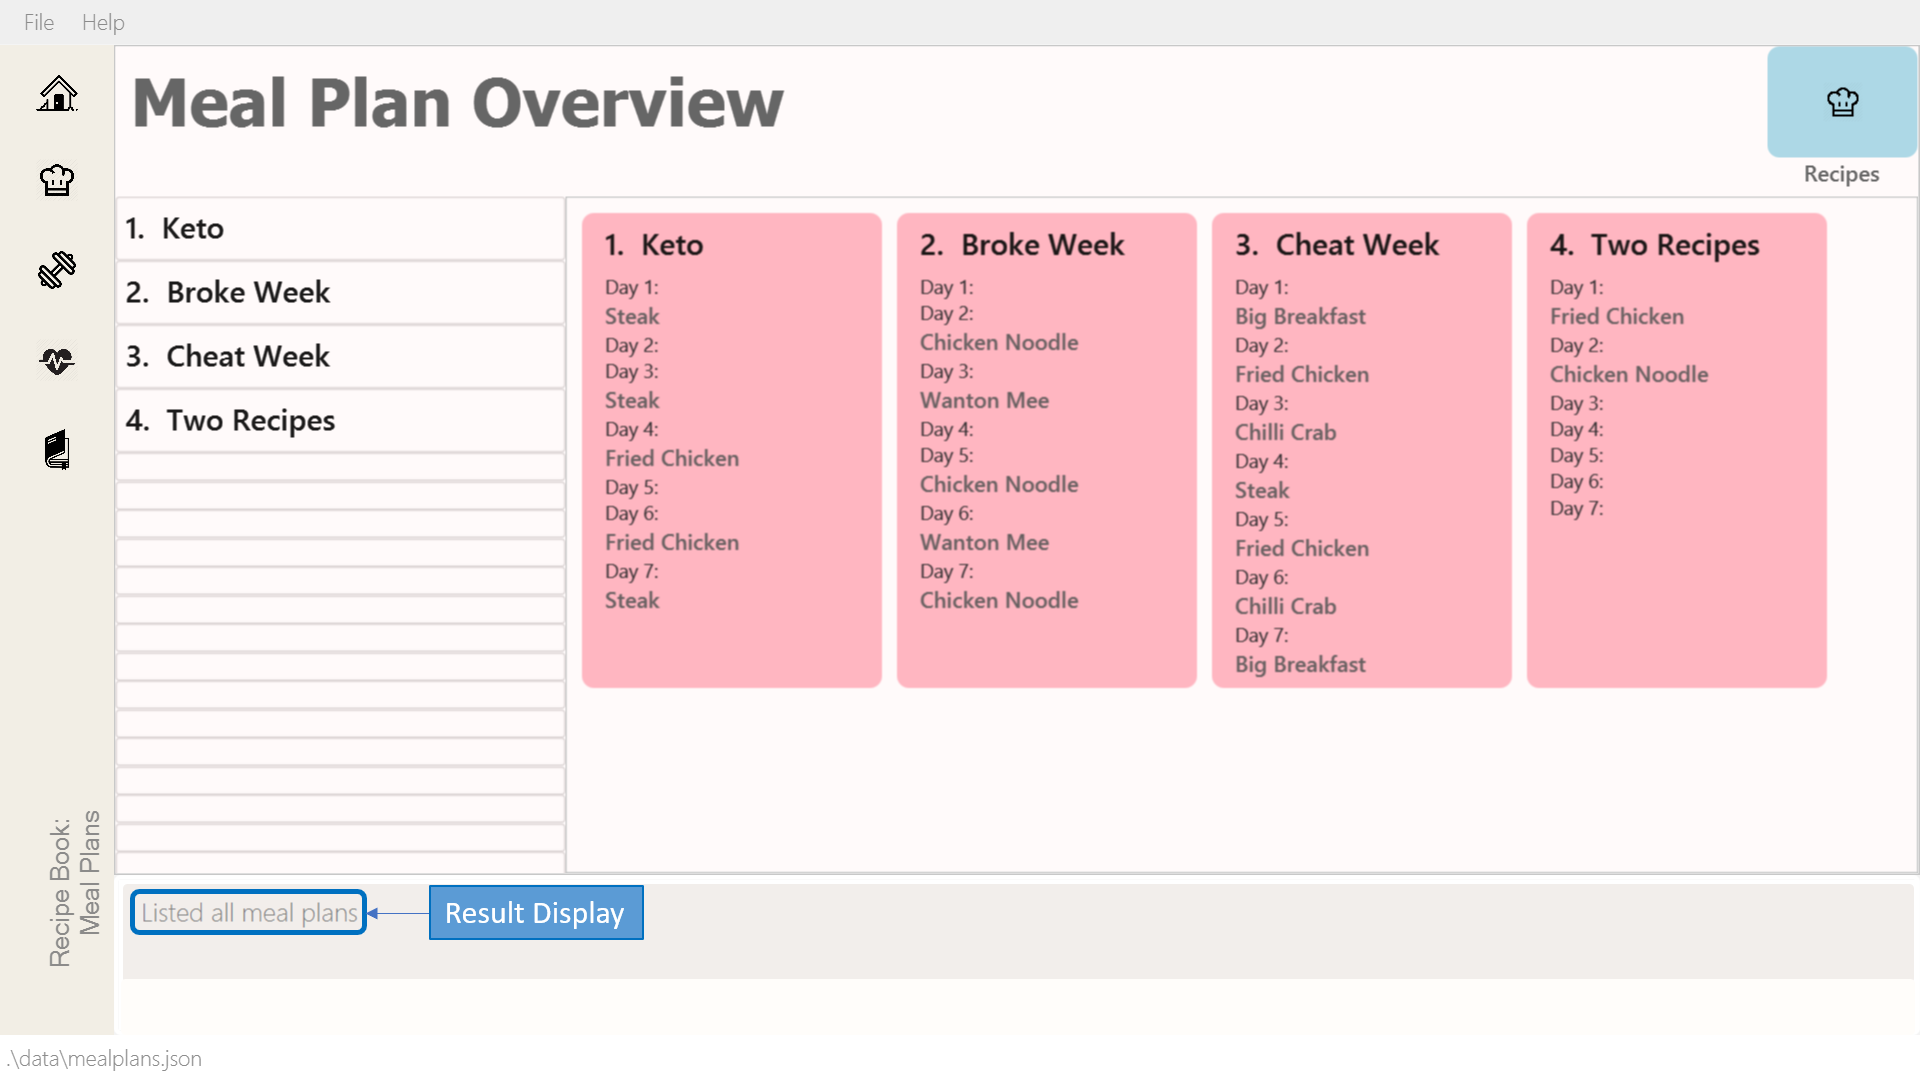 File Help
Meal Plan Overview
Recipes
1. Keto
2. Broke Week
3. Cheat Week
4. Two Recipes
1. Keto
Day 1:
Steak
Day 2:
Day 3:
Steak
Day 4:
Fried Chicken
Day 5:
Day 6:
Fried Chicken
Day 7:
Steak
2. Broke Week
Day 1:
Day 2:
Chicken Noodle
Day 3:
Wanton Mee
Day 4:
Day 5:
Chicken Noodle
Day 6:
Wanton Mee
Day 7:
Chicken Noodle
3. Cheat Week
Day 1:
Big Breakfast
Day 2:
Fried Chicken
Day 3:
Chilli Crab
Day 4:
Steak
Day 5:
Fried Chicken
Day 6:
Chilli Crab
Day 7:
Big Breakfast
4. Two Recipes
Day 1:
Fried Chicken
Day 2:
Chicken Noodle
Day 3:
Day 4:
Day 5:
Day 6:
Day 7:
Recipe Book:
Meal Plans
Listed all meal plans
Result Display
.\data\mealplans.json